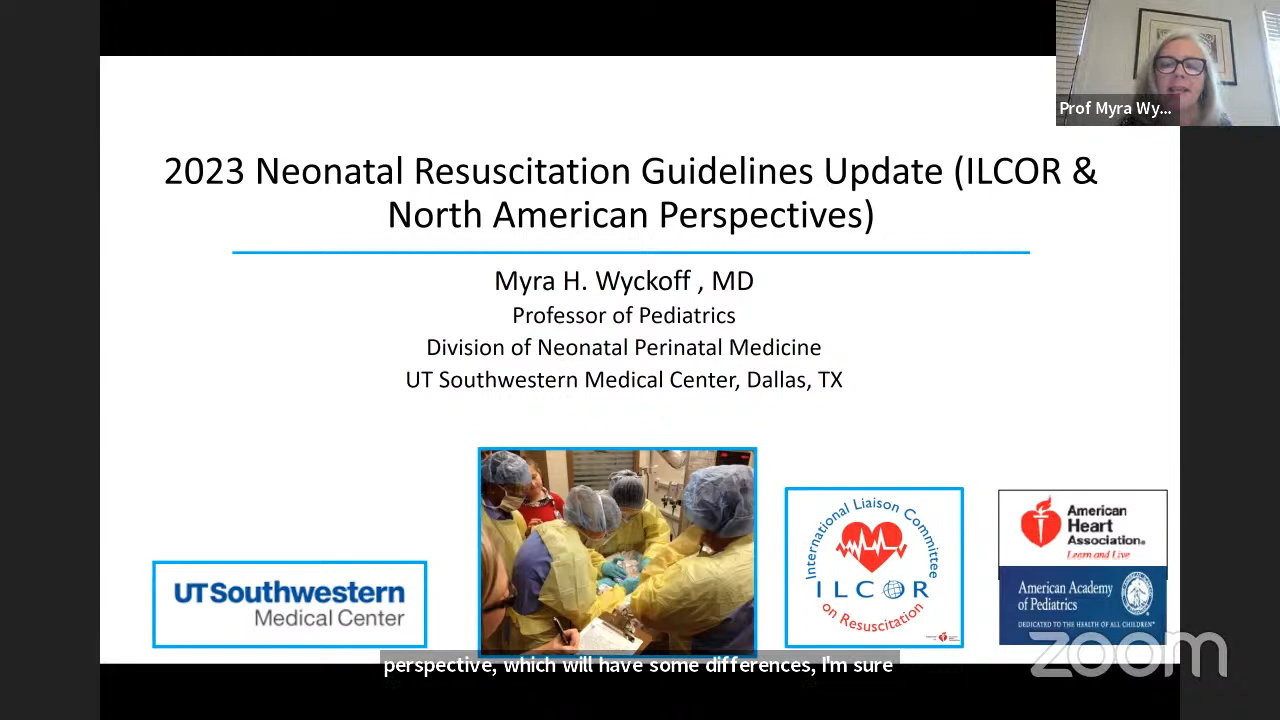 Prof Myra Wy...
2023 Neonatal Resuscitation Guidelines Update (ILCOR &
North American Perspectives)
Myra H. Wyckoff , MD
Professor of Pediatrics
Division of Neonatal Perinatal Medicine
UT Southwestern Medical Center, Dallas, TX
UTSouthwestern
Medical Center
International Liaison Committee
ILCOR
on Resuscitation
American
Heart
Association®
Learn and Live
American Academy
of Pediatrics
DEDICATED TO THE HEALTH OF ALL CHILDREN™
zoom
perspective, which will have some differences, I'm sure